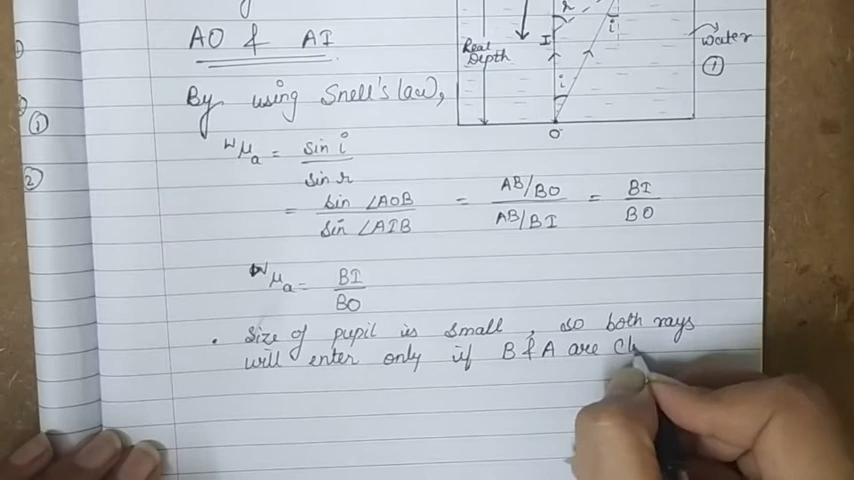 AO & AI
r
i
I
Real
Depth
Water
①
i
O
By using Snell's law,
①
②
ʷμₐ = sin i / sin r
= sin ∠AOB / sin ∠AIB = AB/BO / AB/BI = BI / BO
ʷμₐ = BI / BO
• Size of pupil is small, so both rays
will enter only if B & A are Cl